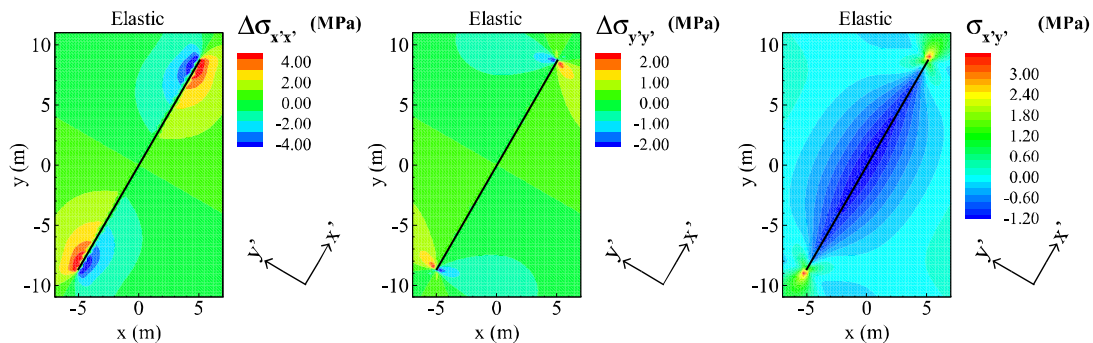 Elastic
Δσx'x' (MPa)
10
5
0
-5
-10
y (m)
-5 0 5
x (m)
4.00
2.00
0.00
-2.00
-4.00
y'
x'
Elastic
Δσy'y' (MPa)
10
5
0
-5
-10
y (m)
-5 0 5
x (m)
2.00
1.00
0.00
-1.00
-2.00
y'
x'
Elastic
σx'y' (MPa)
10
5
0
-5
-10
y (m)
-5 0 5
x (m)
3.00
2.40
1.80
1.20
0.60
0.00
-0.60
-1.20
y'
x'